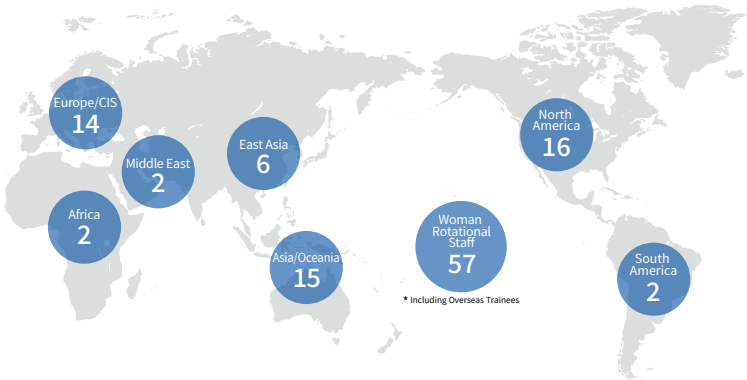 Europe/CIS
14
Middle East
2
East Asia
6
North
America
16
Africa
2
Asia/Oceania
15
Woman
Rotational
Staff
57
* Including Overseas Trainees
South
America
2